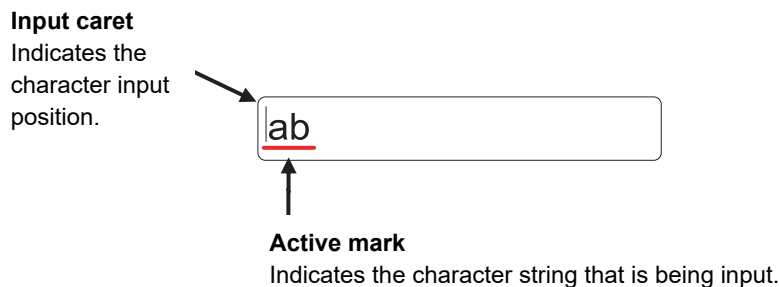 Input caret
Indicates the
character input
position.
ab
Active mark
Indicates the character string that is being input.